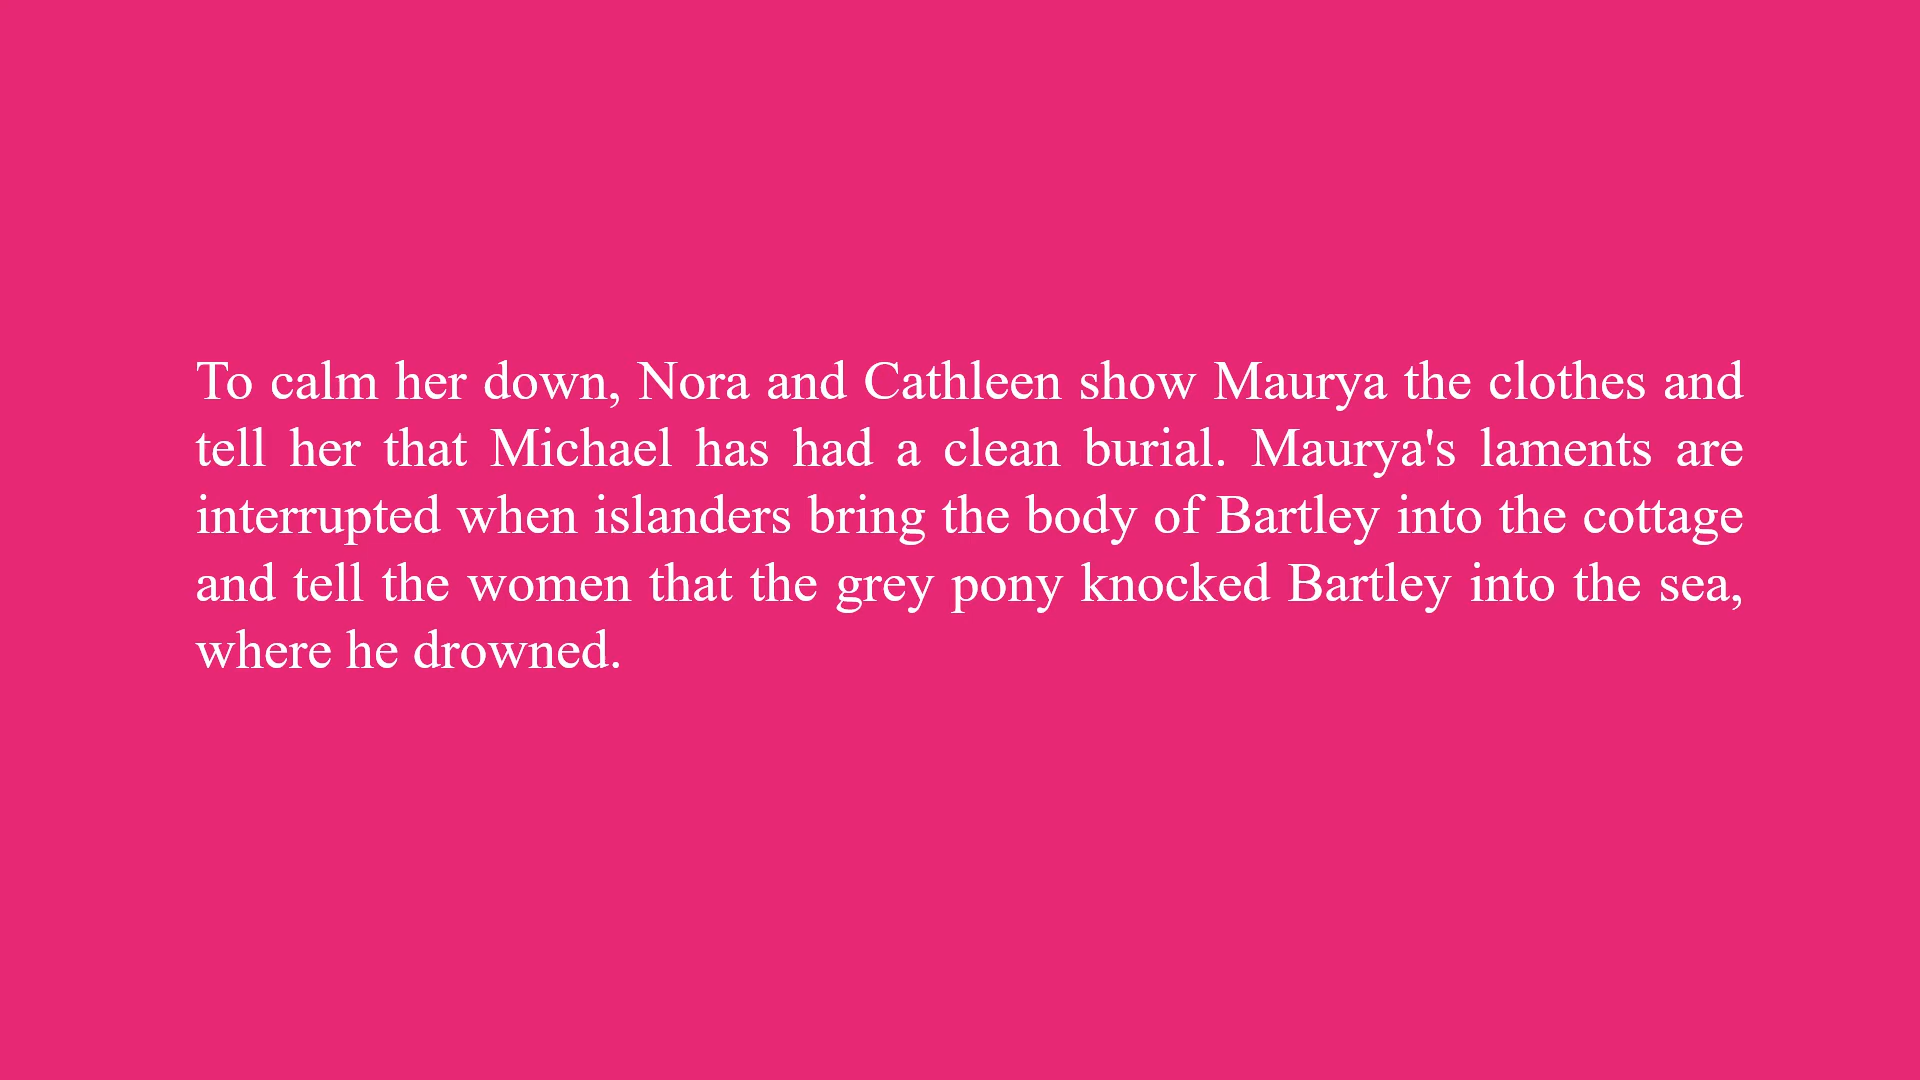 To calm her down, Nora and Cathleen show Maurya the clothes and
tell her that Michael has had a clean burial. Maurya's laments are
interrupted when islanders bring the body of Bartley into the cottage
and tell the women that the grey pony knocked Bartley into the sea,
where he drowned.